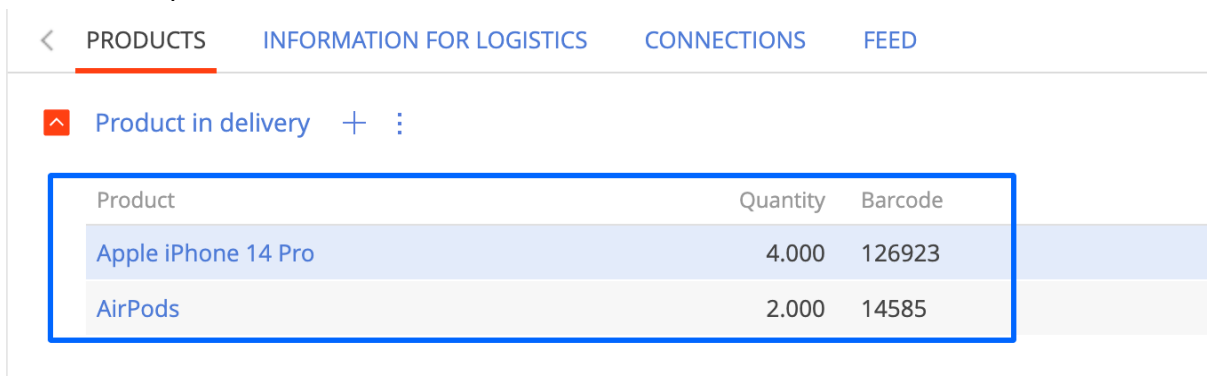 PRODUCTS INFORMATION FOR LOGISTICS CONNECTIONS FEED
Product in delivery
Product Quantity Barcode
Apple iPhone 14 Pro 4.000 126923
AirPods 2.000 14585